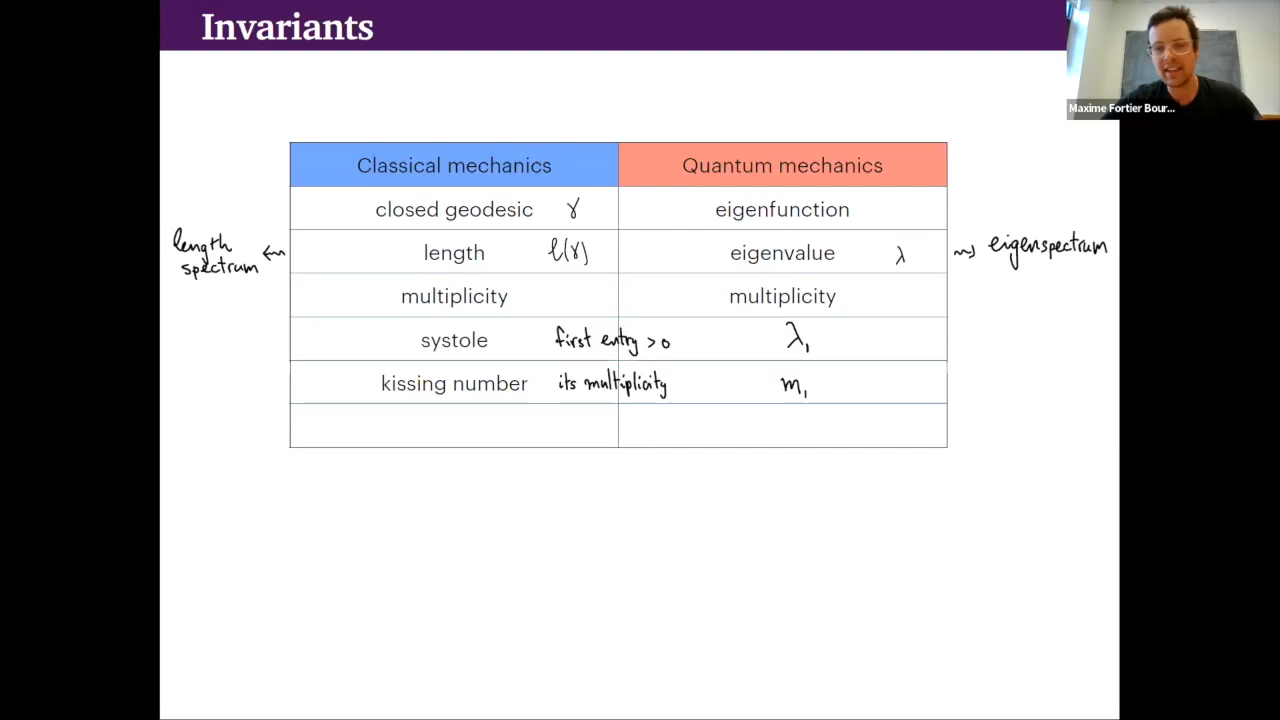 Invariants
Maxime Fortier Bour...
Classical mechanics Quantum mechanics
closed geodesic γ eigenfunction
length spectrum ← length ℓ(γ) eigenvalue λ → eigenspectrum
multiplicity multiplicity
systole first entry > 0 λ₁
kissing number its multiplicity m₁